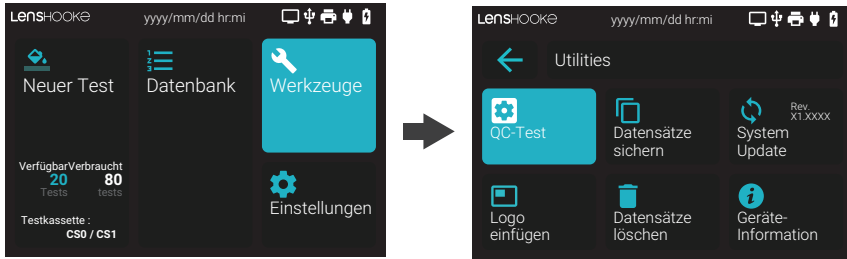 LENSHOOKE yyyy/mm/dd hr:mi
Neuer Test
Datenbank
Werkzeuge
VerfügbarVerbraucht
20 80
Tests tests
Testkassette :
CS0 / CS1
Einstellungen
LENSHOOKE yyyy/mm/dd hr:mi
Utilities
QC-Test
Datensätze
sichern
Rev.
X1.XXXX
System
Update
Logo
einfügen
Datensätze
löschen
Geräte-
Information